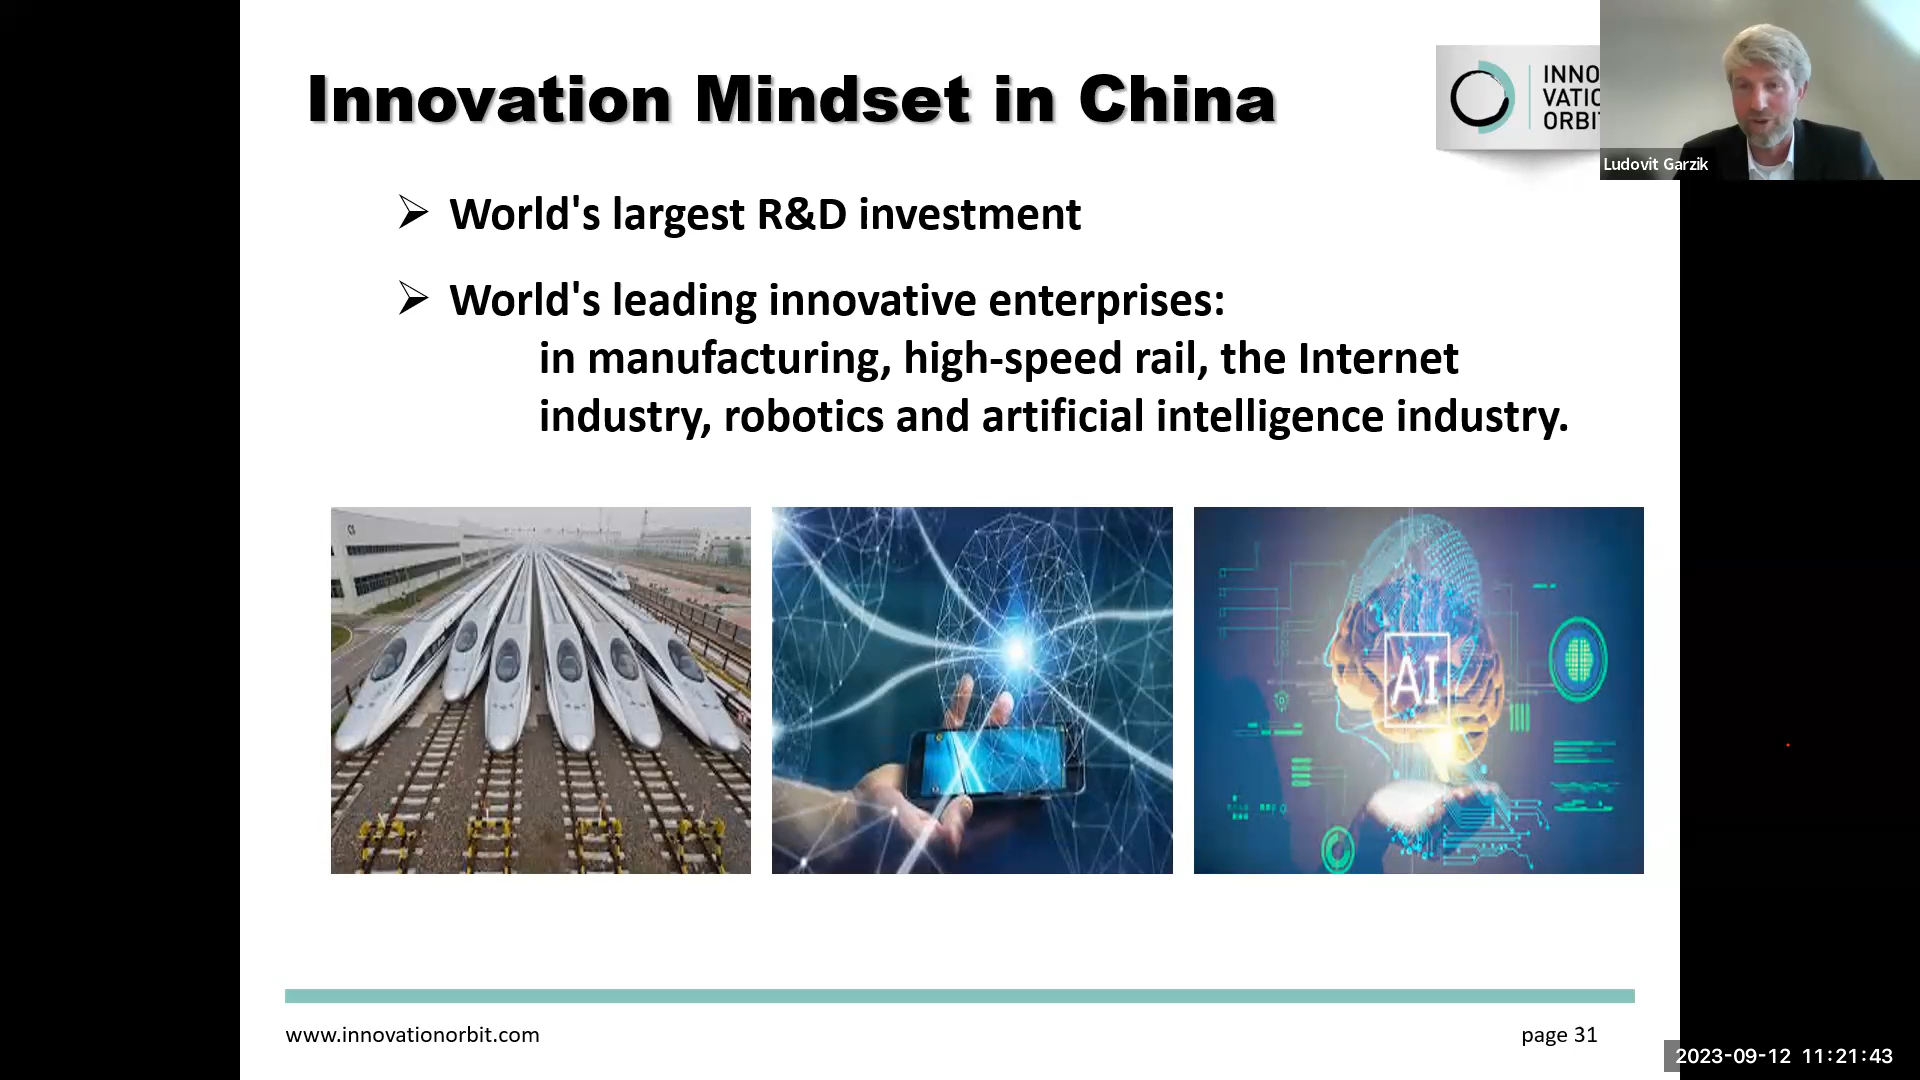 Innovation Mindset in China
INNO
VATIC
ORBI
Ludovit Garzik
➢ World's largest R&D investment
➢ World's leading innovative enterprises:
in manufacturing, high-speed rail, the Internet
industry, robotics and artificial intelligence industry.
AI
www.innovationorbit.com
page 31
2023-09-12 11:21:43